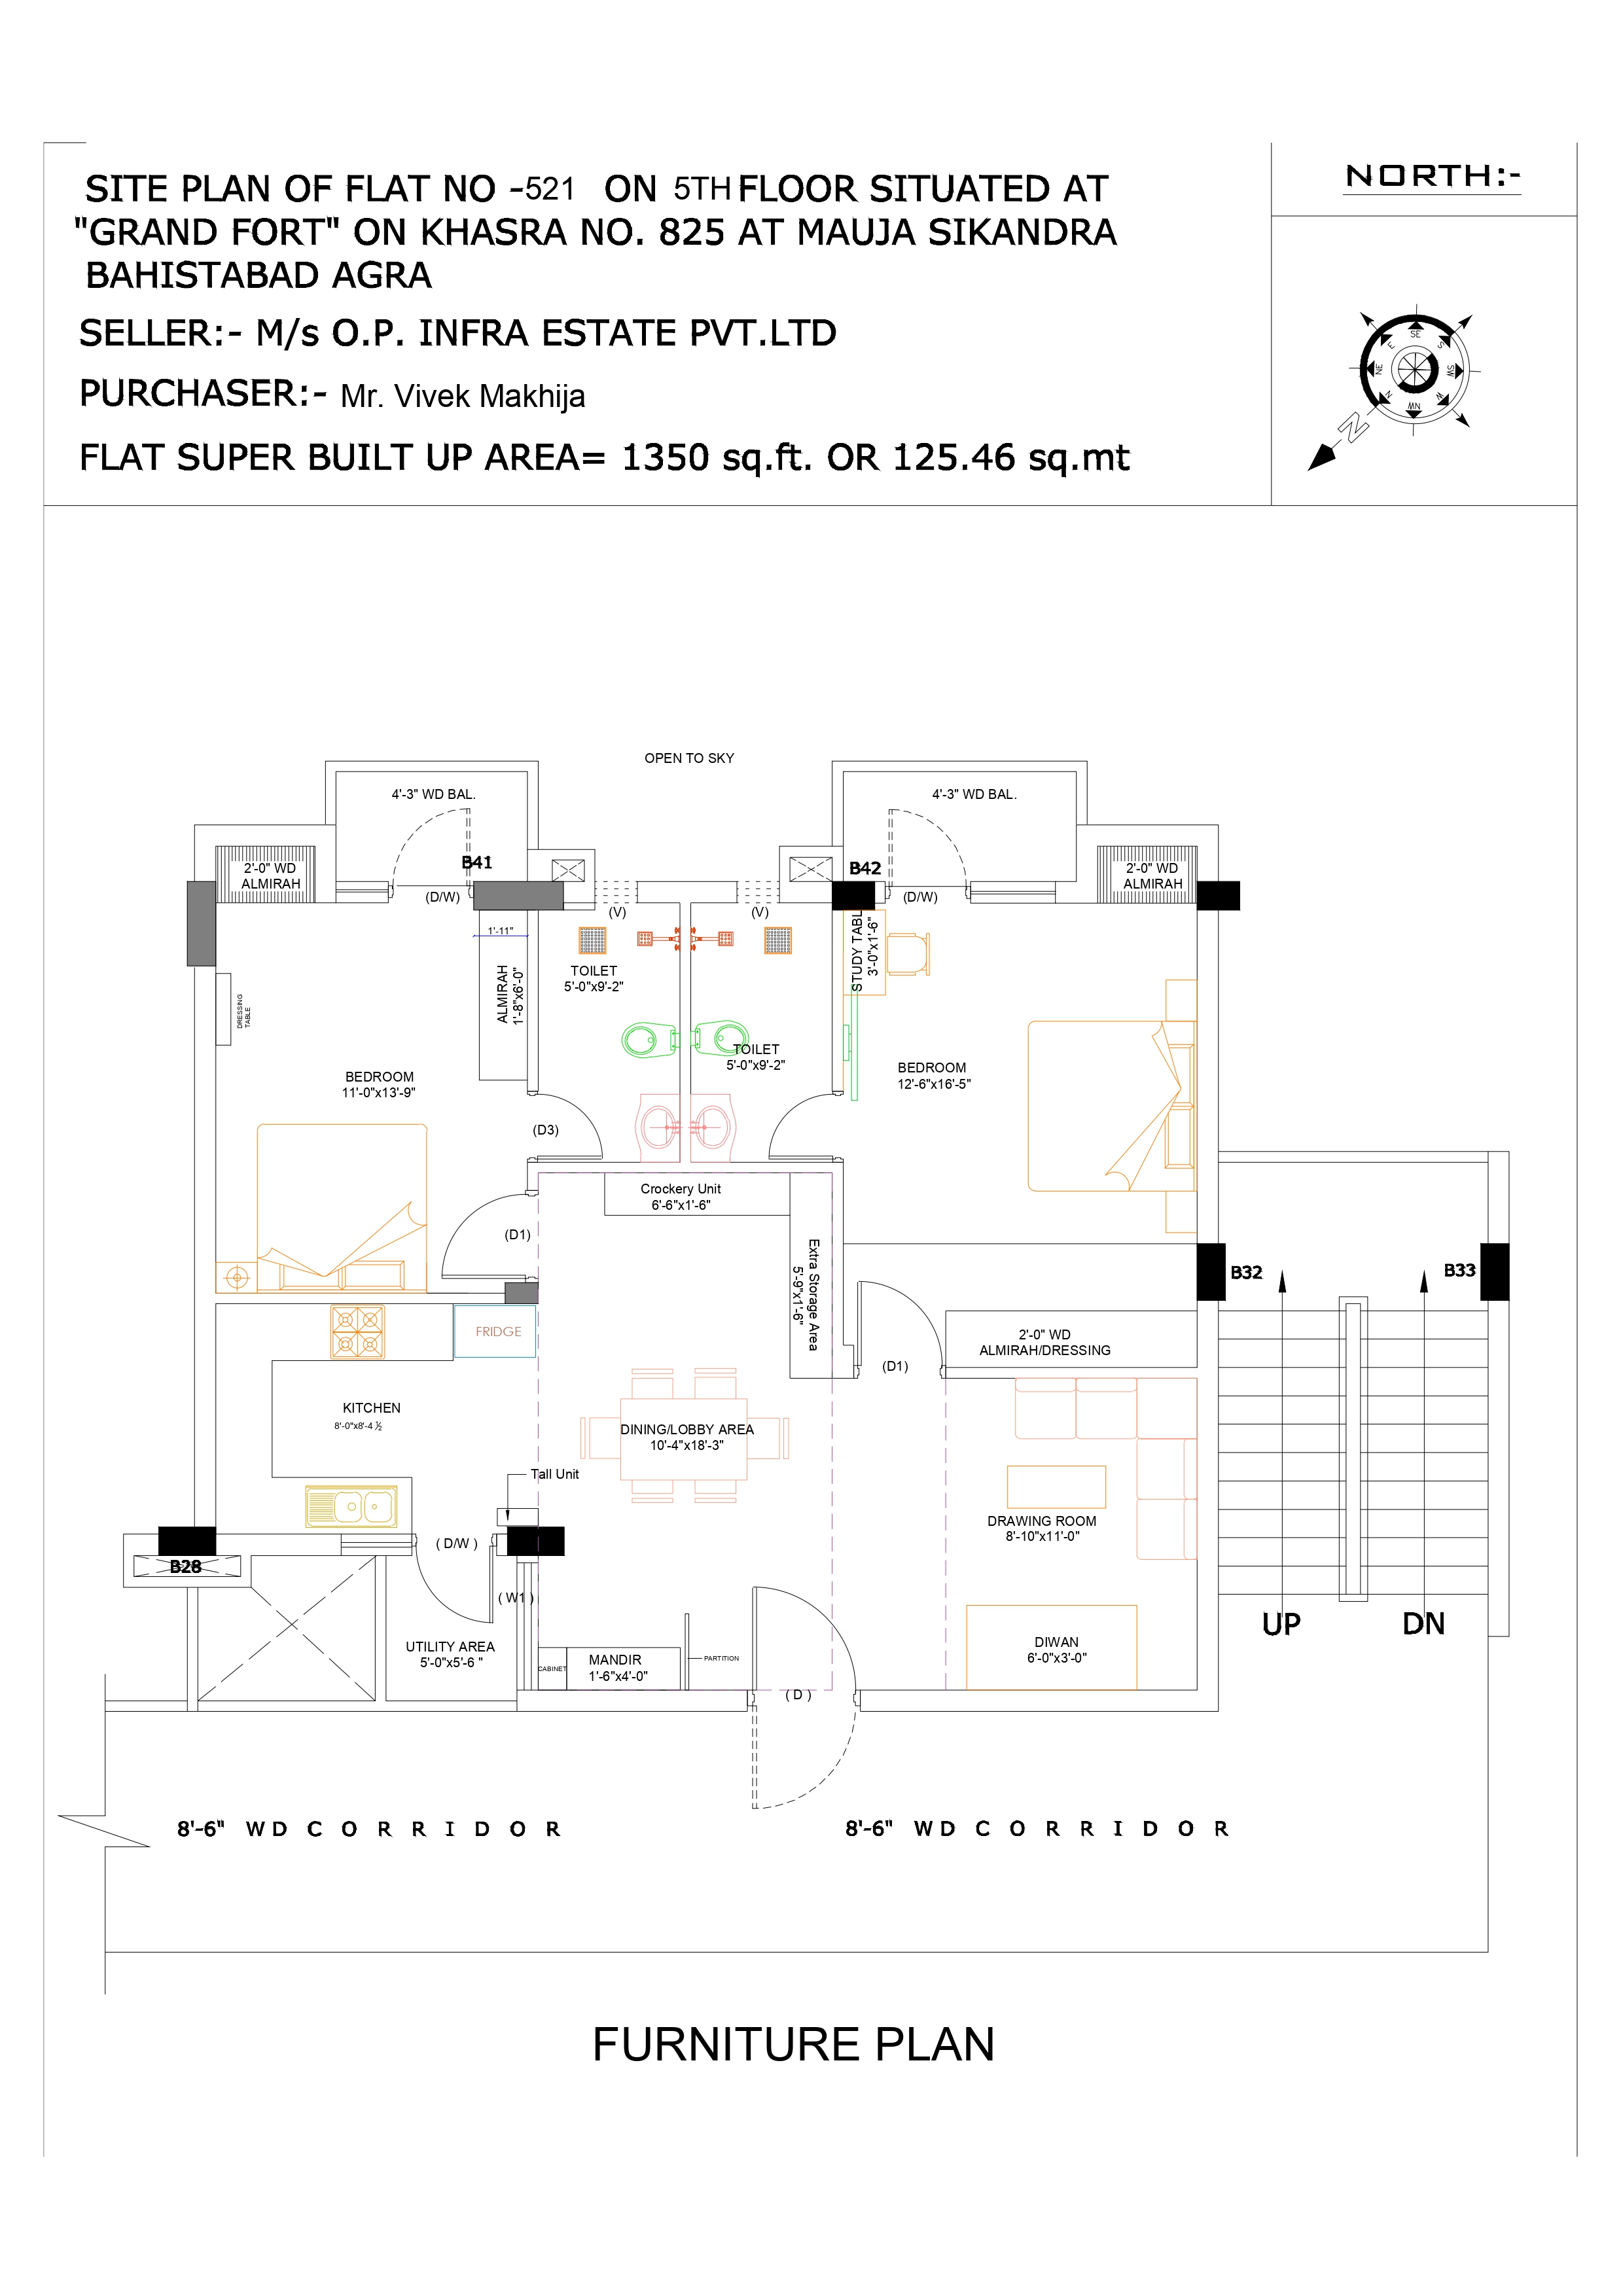 SITE PLAN OF FLAT NO -521 ON 5TH FLOOR SITUATED AT
"GRAND FORT" ON KHASRA NO. 825 AT MAUJA SIKANDRA
BAHISTABAD AGRA
SELLER:- M/s O.P. INFRA ESTATE PVT.LTD
PURCHASER:- Mr. Vivek Makhija
FLAT SUPER BUILT UP AREA= 1350 sq.ft. OR 125.46 sq.mt
NORTH:-
SE
E
S
NE
SW
N
W
NW
N
OPEN TO SKY
4'-3" WD BAL.
4'-3" WD BAL.
B41
B42
2'-0" WD
ALMIRAH
2'-0" WD
ALMIRAH
(D/W)
(D/W)
(V)
(V)
1'-11"
STUDY TABL
3'-0"x1'-6"
TOILET
5'-0"x9'-2"
ALMIRAH
1'-8"x6'-0"
DRESSING
TABLE
TOILET
5'-0"x9'-2"
BEDROOM
11'-0"x13'-9"
BEDROOM
12'-6"x16'-5"
(D3)
Crockery Unit
6'-6"x1'-6"
(D1)
Extra Storage Area
5'-9"x1'-6"
B32
B33
FRIDGE
2'-0" WD
ALMIRAH/DRESSING
(D1)
KITCHEN
8'-0"x8'-4 ½
DINING/LOBBY AREA
10'-4"x18'-3"
Tall Unit
DRAWING ROOM
8'-10"x11'-0"
( D/W )
B28
( W1 )
UP
DN
UTILITY AREA
5'-0"x5'-6 "
CABINET
MANDIR
1'-6"x4'-0"
PARTITION
DIWAN
6'-0"x3'-0"
( D )
8'-6" WD CORRIDOR
8'-6" WD CORRIDOR
FURNITURE PLAN